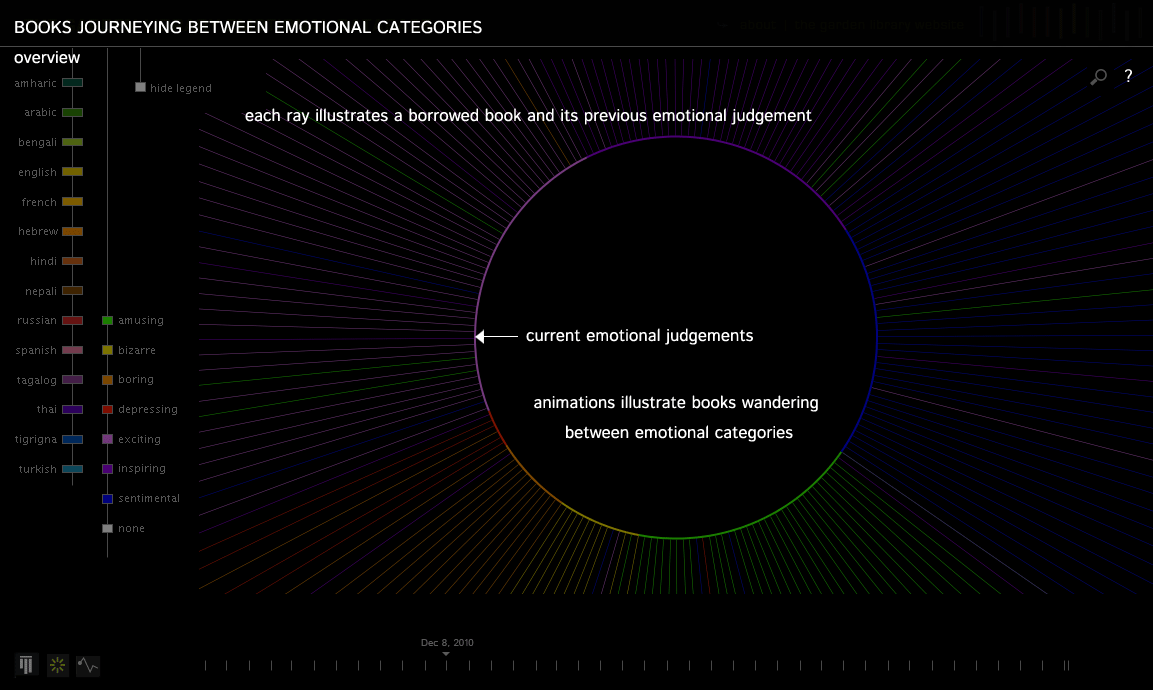 BOOKS JOURNEYING BETWEEN EMOTIONAL CATEGORIES
overview
amharic
arabic
bengali
english
french
hebrew
hindi
nepali
russian
spanish
tagalog
thai
tigrigna
turkish
hide legend
amusing
bizarre
boring
depressing
exciting
inspiring
sentimental
none
?
each ray illustrates a borrowed book and its previous emotional judgement
current emotional judgements
animations illustrate books wandering
between emotional categories
Dec 8, 2010